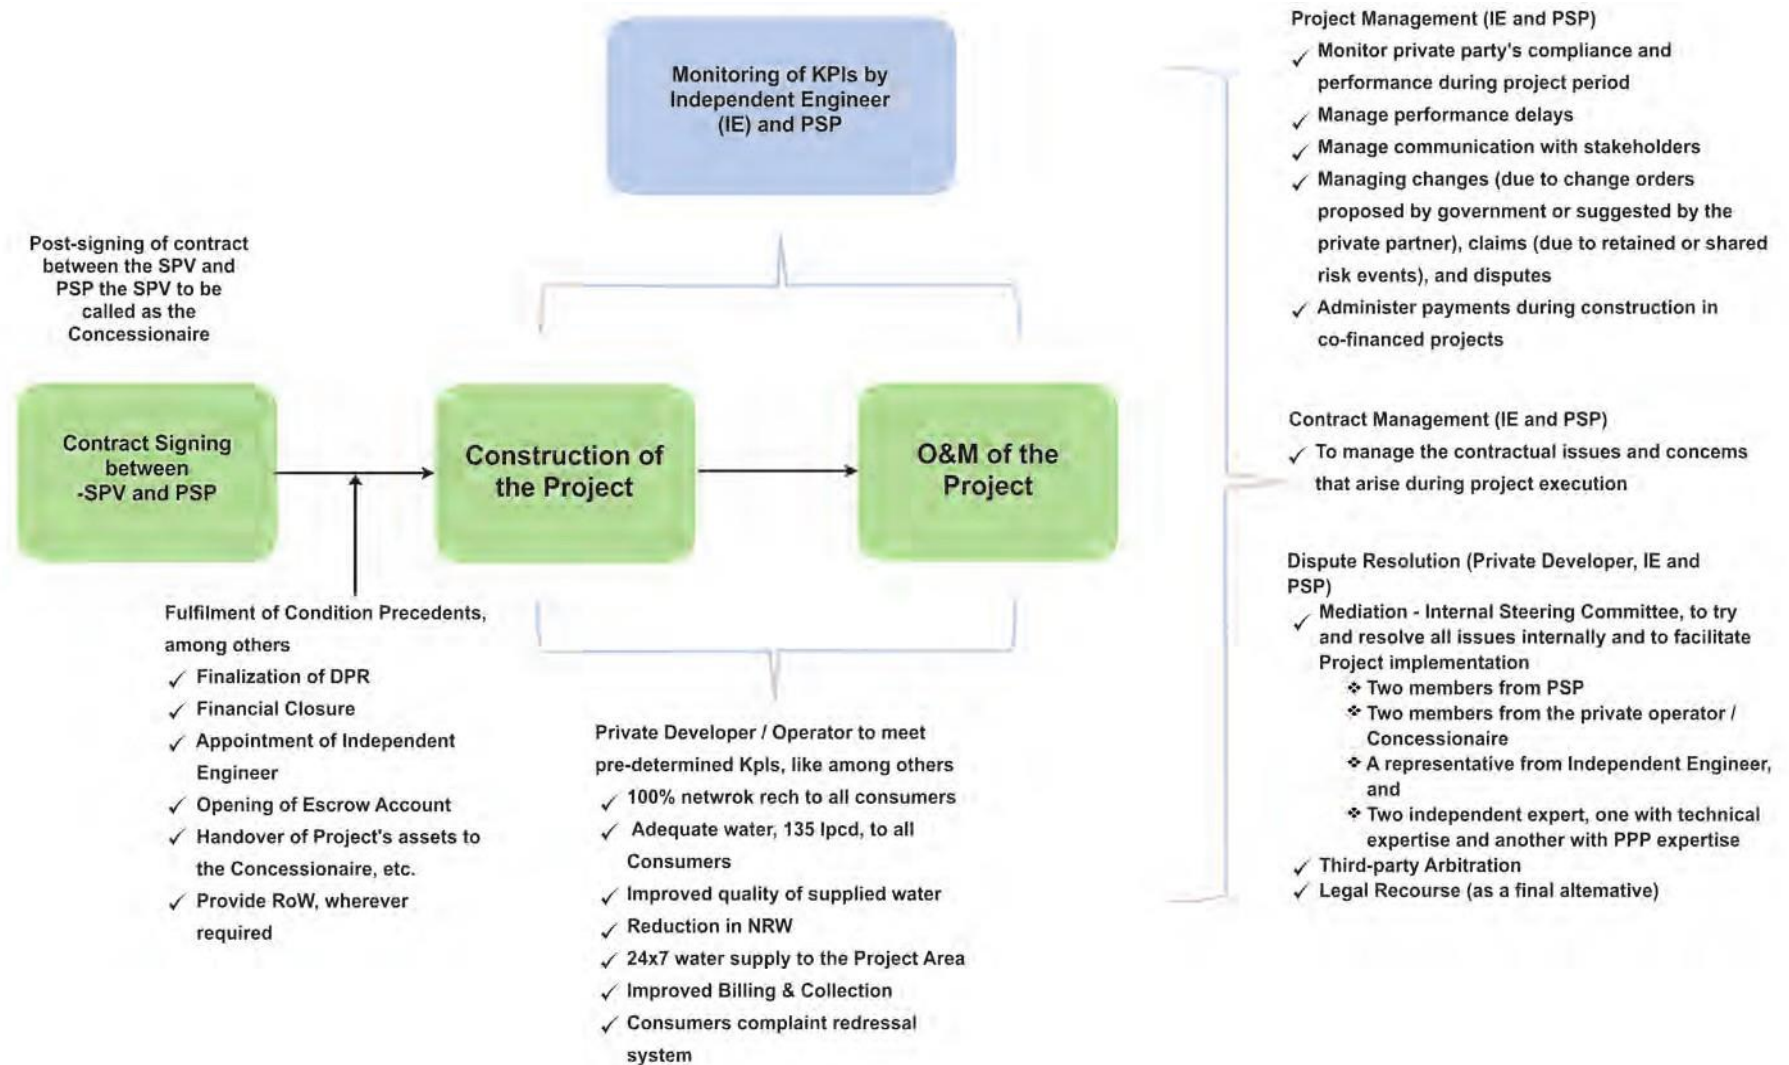 Monitoring of KPIs by
Independent Engineer
(IE) and PSP
Post-signing of contract
between the SPV and
PSP the SPV to be
called as the
Concessionaire
Contract Signing
between
-SPV and PSP
Construction of
the Project
O&M of the
Project
Fulfilment of Condition Precedents,
among others
✓ Finalization of DPR
✓ Financial Closure
✓ Appointment of Independent
Engineer
✓ Opening of Escrow Account
✓ Handover of Project's assets to
the Concessionaire, etc.
✓ Provide RoW, wherever
required
Private Developer / Operator to meet
pre-determined Kpls, like among others
✓ 100% netwrok rech to all consumers
✓ Adequate water, 135 lpcd, to all
Consumers
✓ Improved quality of supplied water
✓ Reduction in NRW
✓ 24x7 water supply to the Project Area
✓ Improved Billing & Collection
✓ Consumers complaint redressal
system
Project Management (IE and PSP)
✓ Monitor private party's compliance and
performance during project period
✓ Manage performance delays
✓ Manage communication with stakeholders
✓ Managing changes (due to change orders
proposed by government or suggested by the
private partner), claims (due to retained or shared
risk events), and disputes
✓ Administer payments during construction in
co-financed projects
Contract Management (IE and PSP)
✓ To manage the contractual issues and concems
that arise during project execution
Dispute Resolution (Private Developer, IE and
PSP)
✓ Mediation - Internal Steering Committee, to try
and resolve all issues internally and to facilitate
Project implementation
❖ Two members from PSP
❖ Two members from the private operator /
Concessionaire
❖ A representative from Independent Engineer,
and
❖ Two independent expert, one with technical
expertise and another with PPP expertise
✓ Third-party Arbitration
✓ Legal Recourse (as a final altemative)